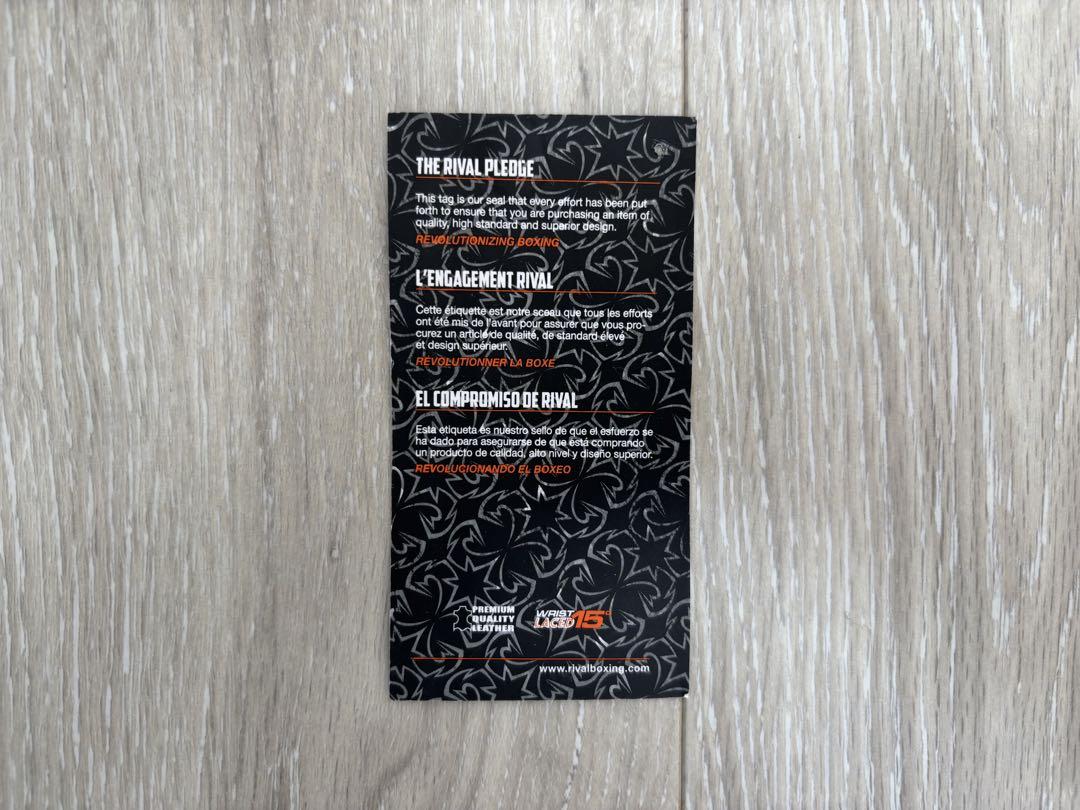 THE RIVAL PLEDGE
This tag is our seal that every effort has been put
forth to ensure that you are purchasing an item of
quality, high standard and superior design.
REVOLUTIONIZING BOXING
L'ENGAGEMENT RIVAL
Cette étiquette est notre sceau que tous les efforts
ont été mis de l'avant pour assurer que vous pro-
curez un article de qualité, de standard élevé
et design supérieur.
RÉVOLUTIONNER LA BOXE
EL COMPROMISO DE RIVAL
Esta etiqueta es nuestro sello de que el esfuerzo se
ha dado para asegurarse de que está comprando
un producto de calidad, alto nivel y diseño superior.
REVOLUCIONANDO EL BOXEO
PREMIUM
QUALITY
LEATHER
WRIST
LACED 15°
www.rivalboxing.com